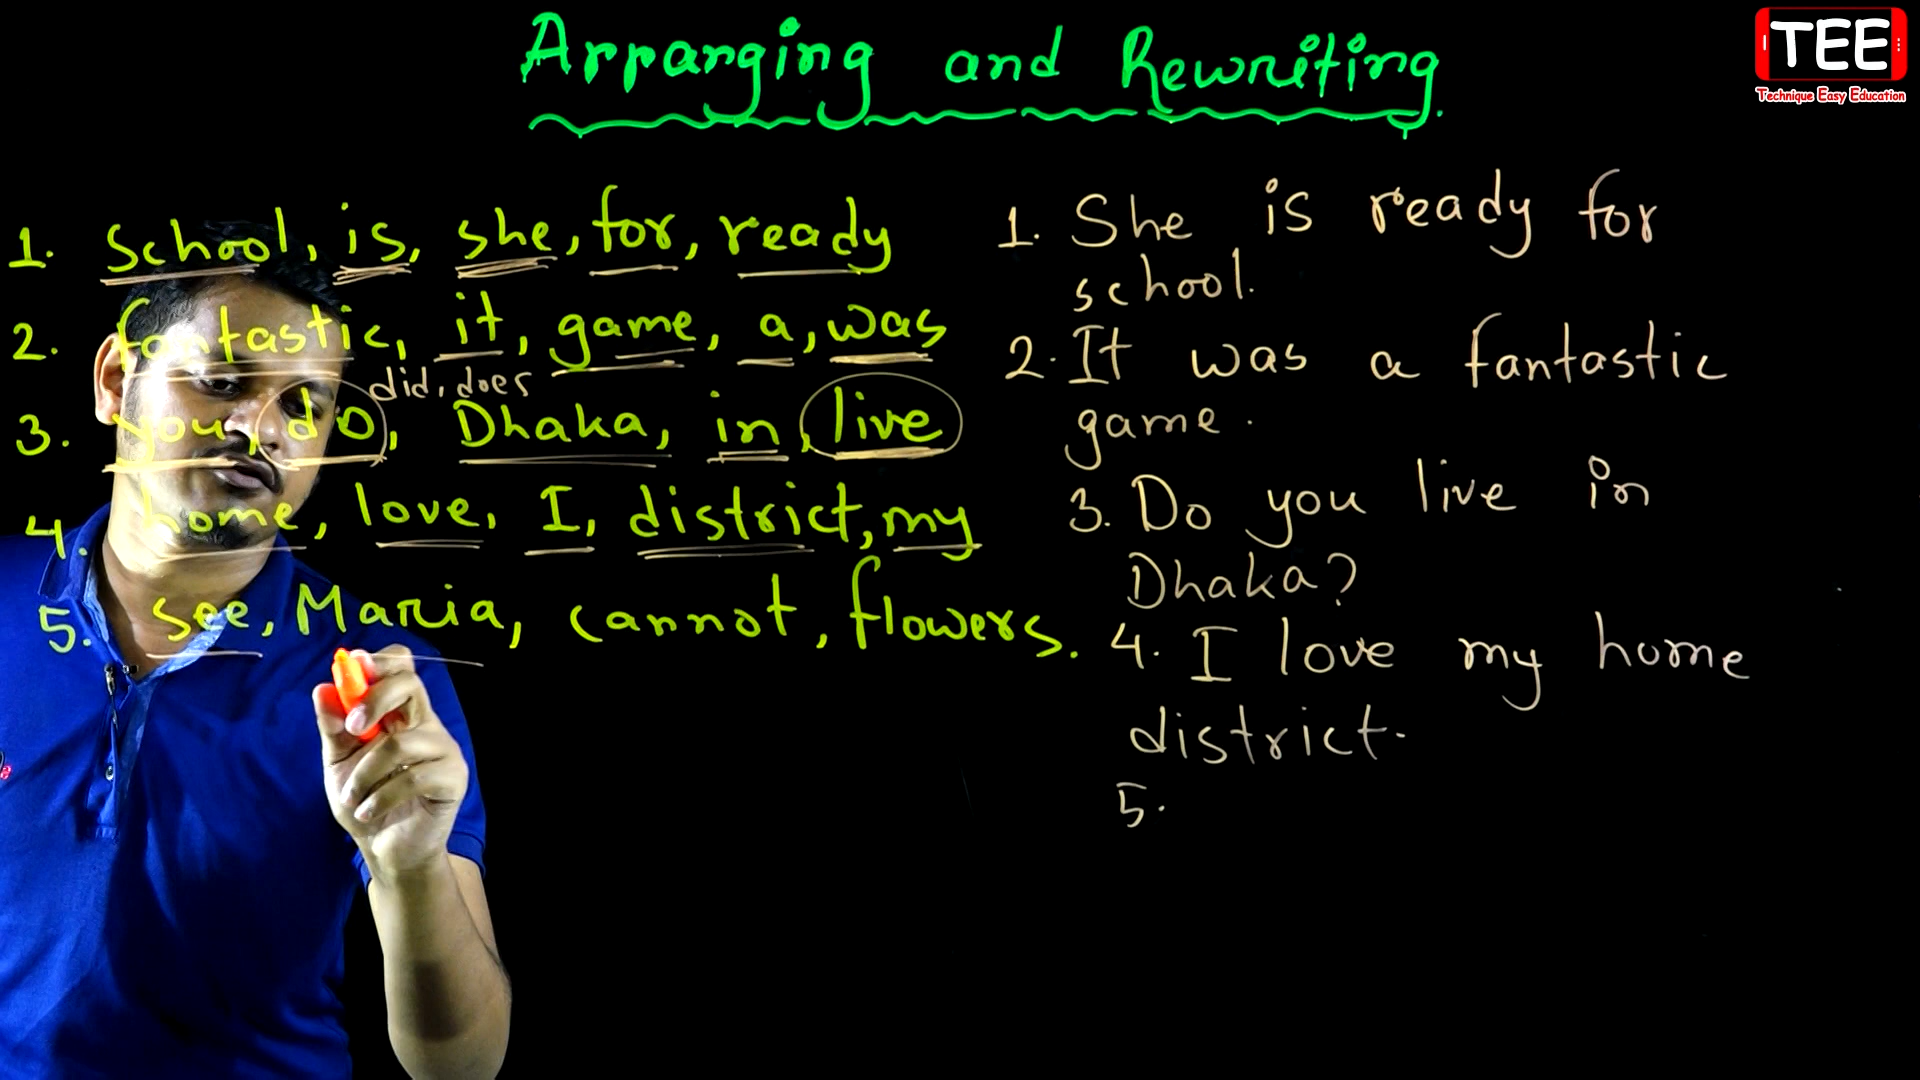 Arranging and Rewriting
TEE
Technique Easy Education
1. School, is, she, for, ready
2. fantastic, it, game, a, was
did, does
3. you, do, Dhaka, in, live
4. home, love, I, district, my
5. see, Maria, cannot, flowers.
1. She is ready for
school.
2. It was a fantastic
game.
3. Do you live in
Dhaka?
4. I love my home
district.
5.